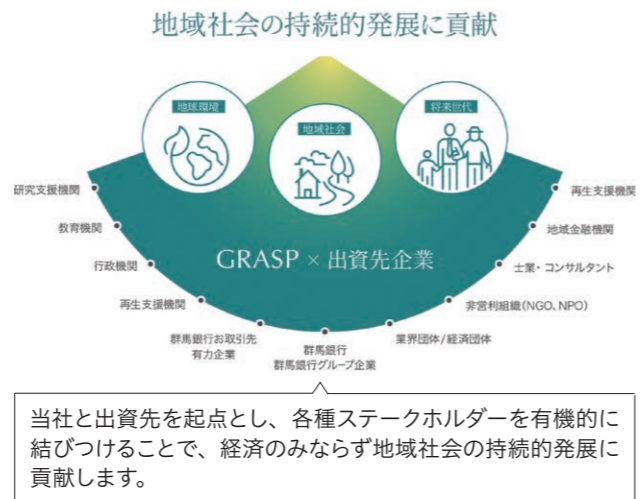 地域社会の持続的発展に貢献
地球環境
地域社会
将来世代
研究支援機関
教育機関
行政機関
再生支援機関
群馬銀行お取引先
有力企業
群馬銀行
群馬銀行グループ企業
業界団体/経済団体
非営利組織(NGO、NPO)
士業・コンサルタント
地域金融機関
再生支援機関
GRASP × 出資先企業
当社と出資先を起点とし、各種ステークホルダーを有機的に
結びつけることで、経済のみならず地域社会の持続的発展に
貢献します。